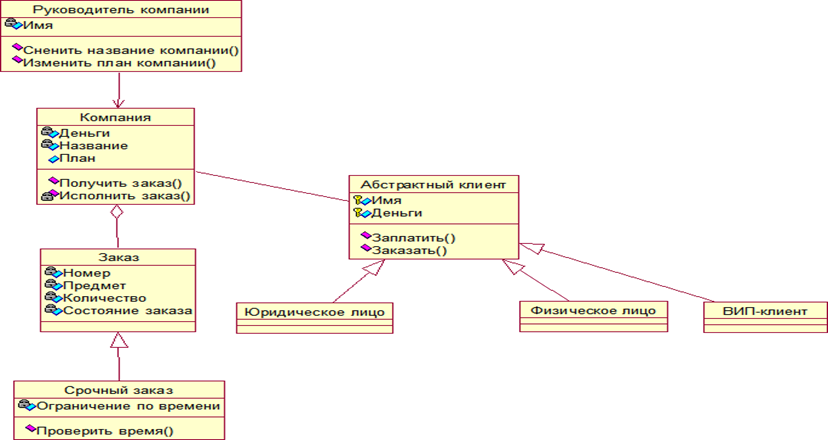 Руководитель компании
Имя
Сненить название компании()
Изменить план компании()
Компания
Деньги
Название
План
Получить заказ()
Исполнить заказ()
Абстрактный клиент
Имя
Деньги
Заплатить()
Заказать()
Заказ
Номер
Предмет
Количество
Состояние заказа
Юридическое лицо
Физическое лицо
ВИП-клиент
Срочный заказ
Ограничение по времени
Проверить время()